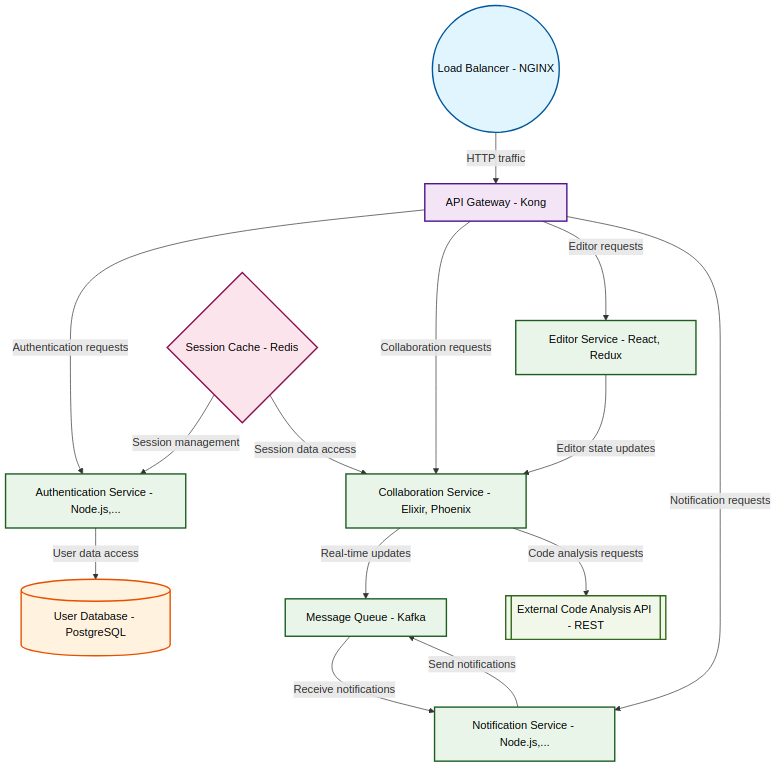 Load Balancer - NGINX
HTTP traffic
API Gateway - Kong
Editor requests
Authentication requests
Session Cache - Redis
Collaboration requests
Editor Service - React,
Redux
Session management
Session data access
Editor state updates
Notification requests
Authentication Service -
Node.js,...
Collaboration Service -
Elixir, Phoenix
User data access
Real-time updates
Code analysis requests
User Database -
PostgreSQL
Message Queue - Kafka
External Code Analysis API
- REST
Send notifications
Receive notifications
Notification Service -
Node.js,...